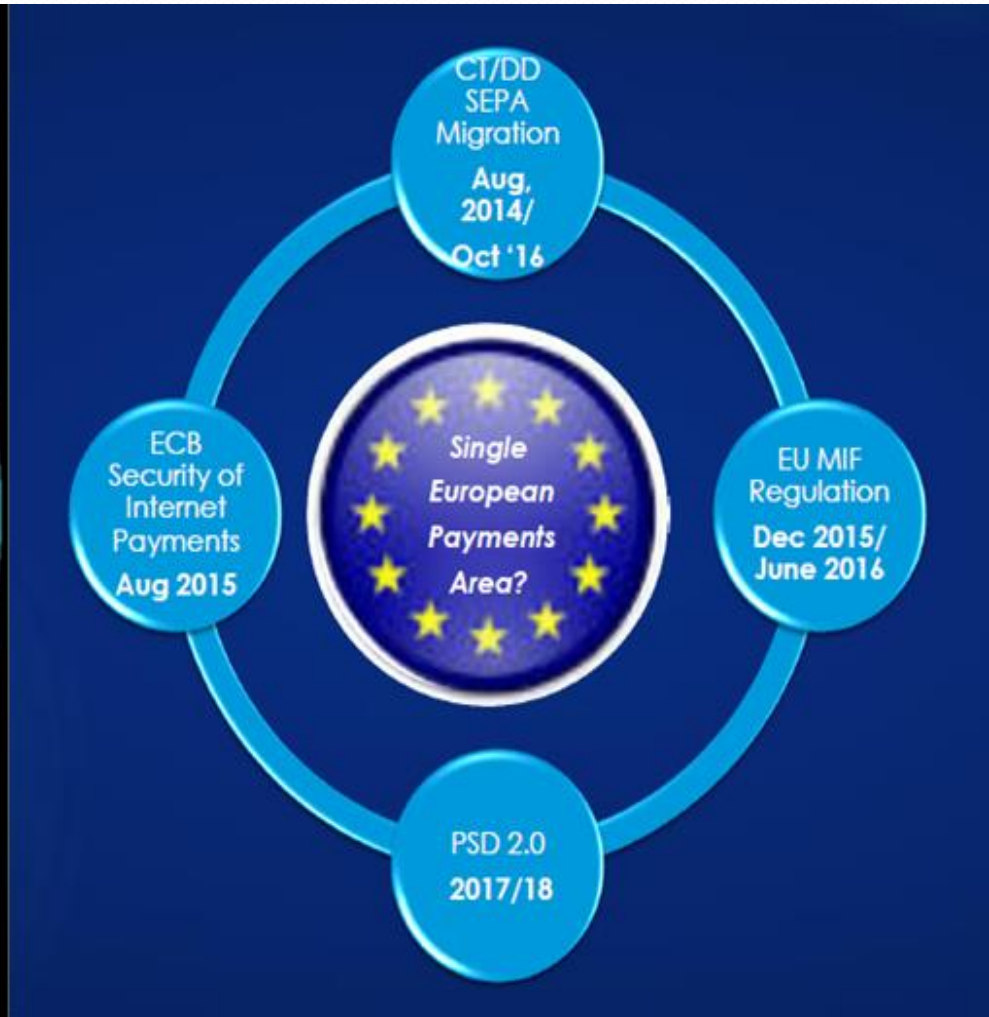 CT/DD
SEPA
Migration
Aug,
2014/
Oct ‘16
ECB
Security of
Internet
Payments
Aug 2015
Single
European
Payments
Area?
EU MIF
Regulation
Dec 2015/
June 2016
PSD 2.0
2017/18